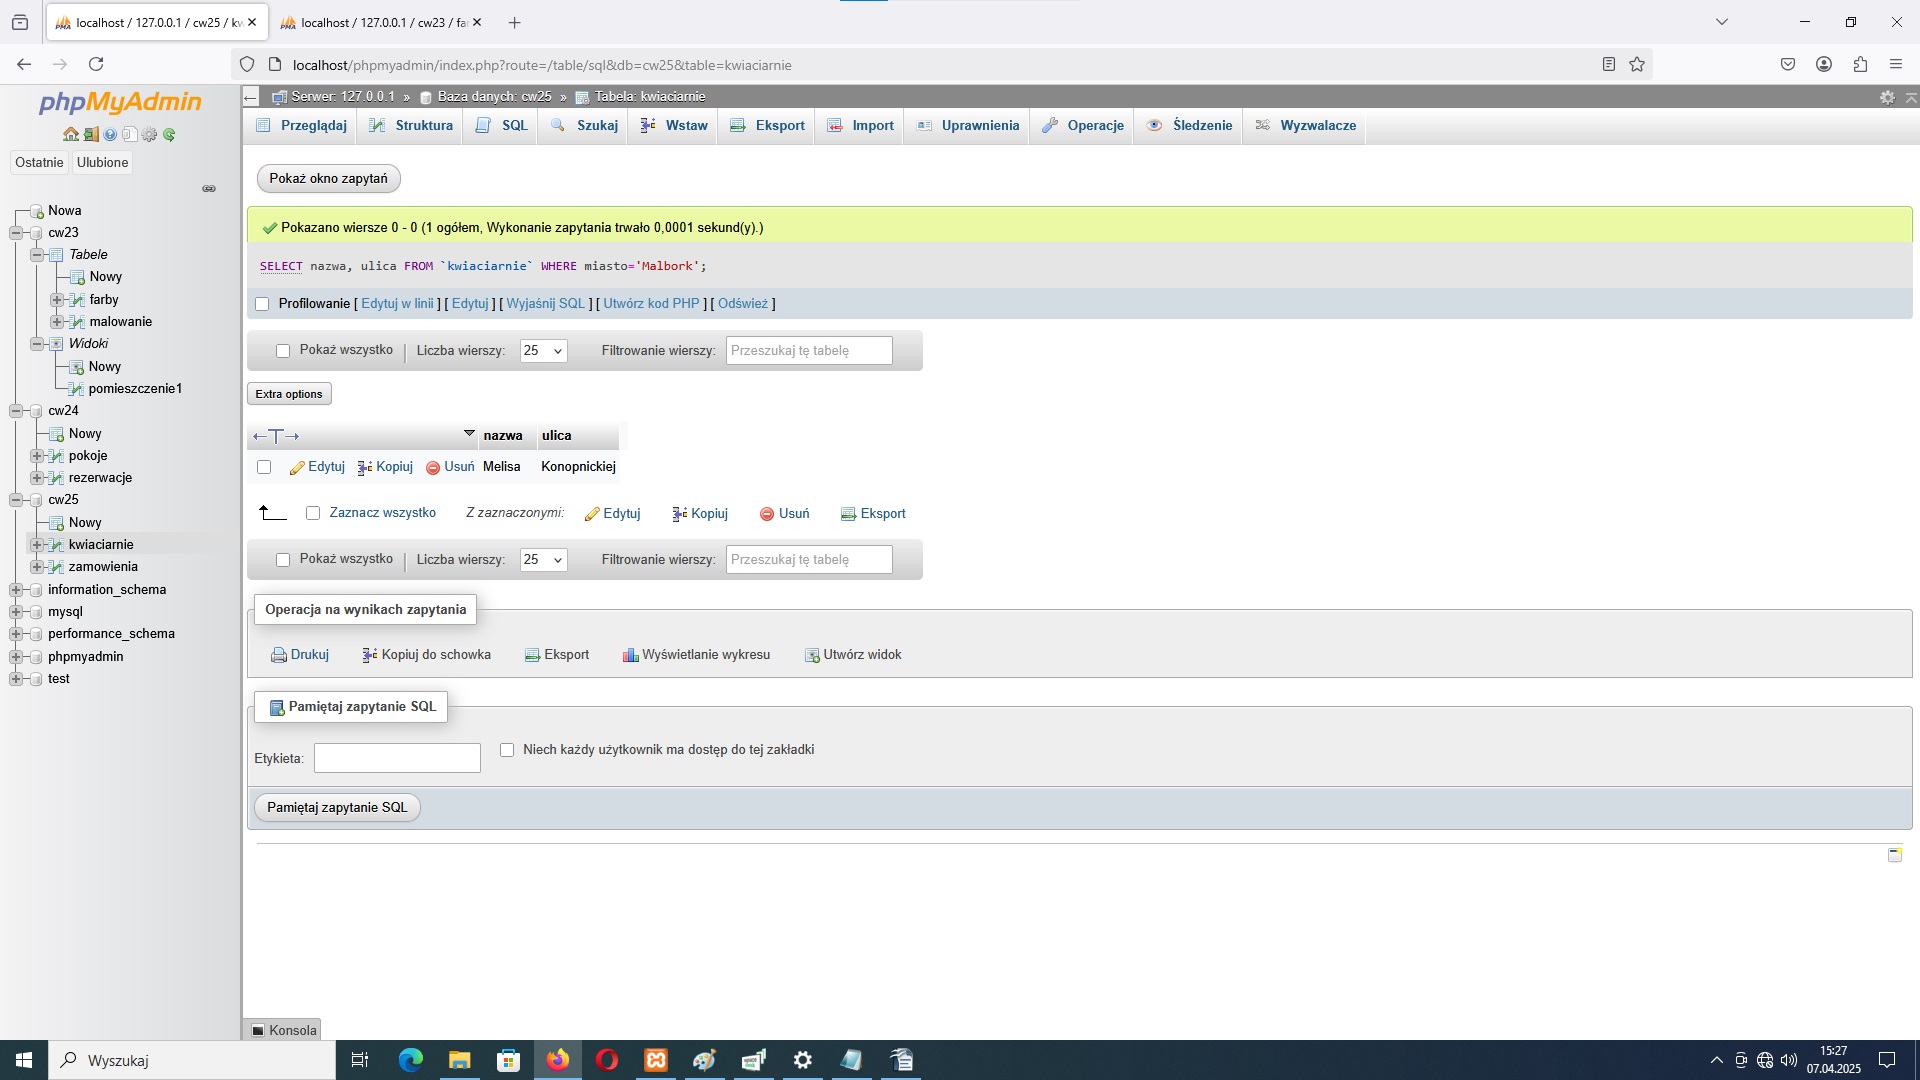 localhost / 127.0.0.1 / cw25 / kw
localhost / 127.0.0.1 / cw23 / fa
localhost/phpmyadmin/index.php?route=/table/sql&db=cw25&table=kwiaciarnie
phpMyAdmin
Ostatnie
Ulubione
Nowa
cw23
Tabele
Nowy
farby
malowanie
Widoki
Nowy
pomieszczenie1
cw24
Nowy
pokoje
rezerwacje
cw25
Nowy
kwiaciarnie
zamowienia
information_schema
mysql
performance_schema
phpmyadmin
test
Serwer: 127.0.0.1 » Baza danych: cw25 » Tabela: kwiaciarnie
Przeglądaj
Struktura
SQL
Szukaj
Wstaw
Eksport
Import
Uprawnienia
Operacje
Śledzenie
Wyzwalacze
Pokaż okno zapytań
Pokazano wiersze 0 - 0 (1 ogółem, Wykonanie zapytania trwało 0,0001 sekund(y).)
SELECT nazwa, ulica FROM `kwiaciarnie` WHERE miasto='Malbork';
Profilowanie [ Edytuj w linii ] [ Edytuj ] [ Wyjaśnij SQL ] [ Utwórz kod PHP ] [ Odśwież ]
Pokaż wszystko | Liczba wierszy: 25 Filtrowanie wierszy: Przeszukaj tę tabelę
Extra options
←T→ nazwa ulica
Edytuj Kopiuj Usuń Melisa Konopnickiej
Zaznacz wszystko Z zaznaczonymi: Edytuj Kopiuj Usuń Eksport
Pokaż wszystko | Liczba wierszy: 25 Filtrowanie wierszy: Przeszukaj tę tabelę
Operacja na wynikach zapytania
Drukuj Kopiuj do schowka Eksport Wyświetlanie wykresu Utwórz widok
Pamiętaj zapytanie SQL
Etykieta: Niech każdy użytkownik ma dostęp do tej zakładki
Pamiętaj zapytanie SQL
Konsola
Wyszukaj
15:27
07.04.2025